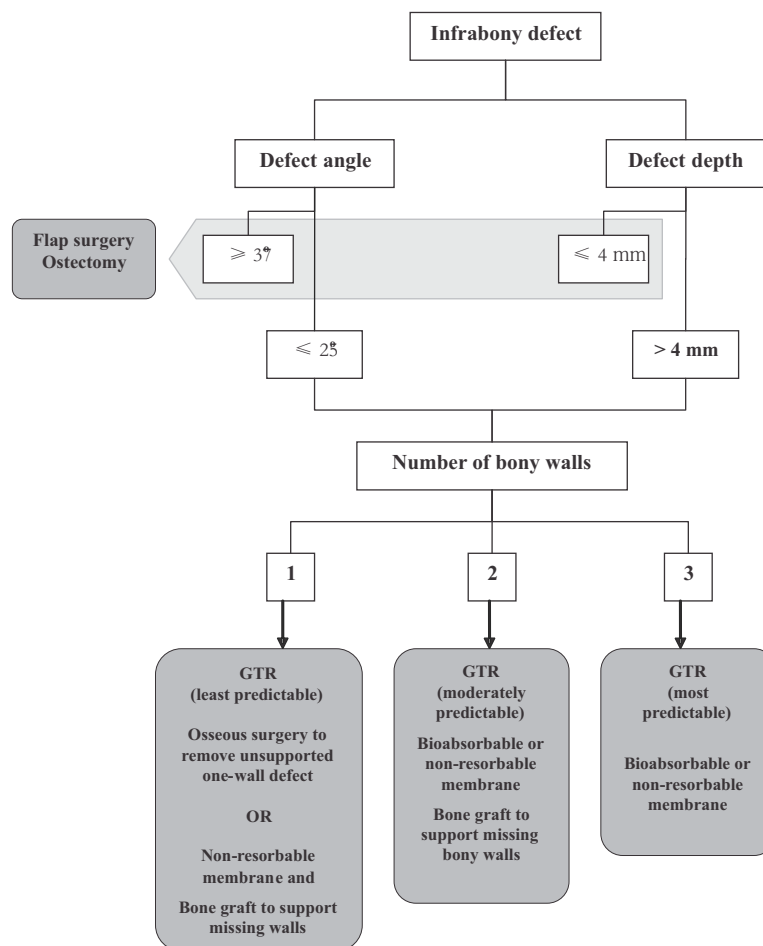 Infrabony defect
Defect angle
Defect depth
Flap surgery
Ostectomy
≥ 37°
≤ 4 mm
≤ 25°
> 4 mm
Number of bony walls
1
2
3
GTR
(least predictable)
Osseous surgery to
remove unsupported
one-wall defect
OR
Non-resorbable
membrane and
Bone graft to support
missing walls
GTR
(moderately
predictable)
Bioabsorbable or
non-resorbable
membrane
Bone graft to
support missing
bony walls
GTR
(most
predictable)
Bioabsorbable or
non-resorbable
membrane